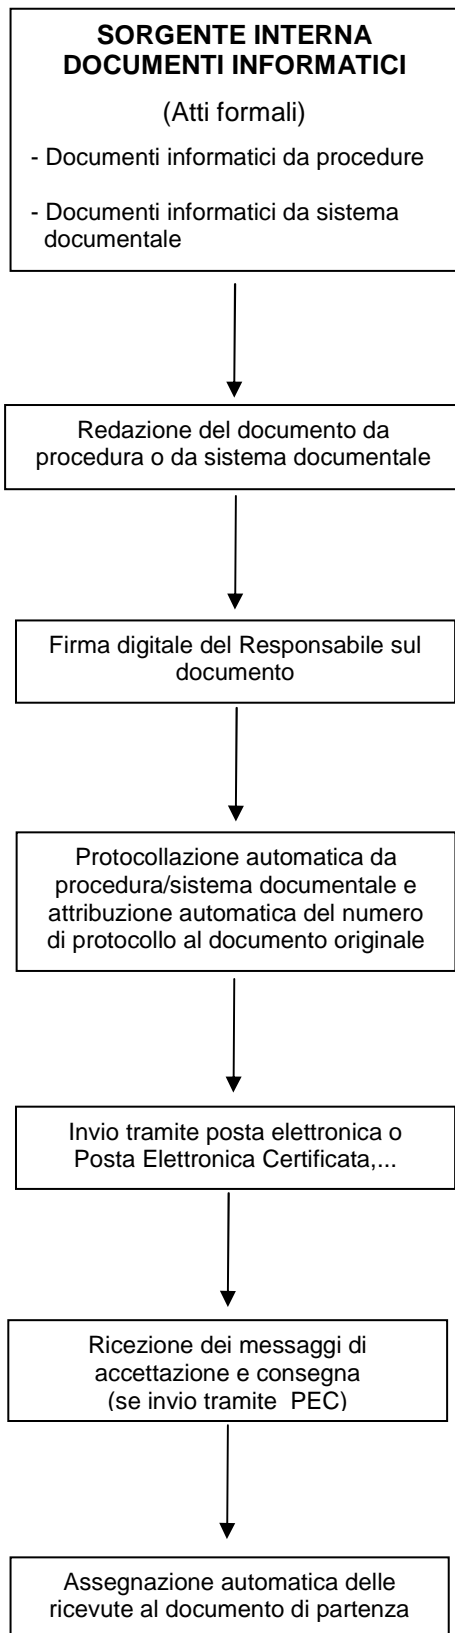 SORGENTE INTERNA
DOCUMENTI INFORMATICI
(Atti formali)
- Documenti informatici da procedure
- Documenti informatici da sistema
documentale
Redazione del documento da
procedura o da sistema documentale
Firma digitale del Responsabile sul
documento
Protocollazione automatica da
procedura/sistema documentale e
attribuzione automatica del numero
di protocollo al documento originale
Invio tramite posta elettronica o
Posta Elettronica Certificata,...
Ricezione dei messaggi di
accettazione e consegna
(se invio tramite PEC)
Assegnazione automatica delle
ricevute al documento di partenza